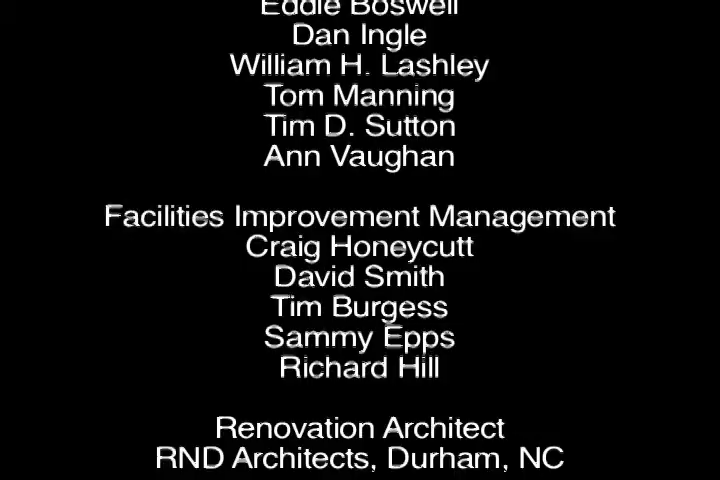 Eddie Boswell
Dan Ingle
William H. Lashley
Tom Manning
Tim D. Sutton
Ann Vaughan
Facilities Improvement Management
Craig Honeycutt
David Smith
Tim Burgess
Sammy Epps
Richard Hill
Renovation Architect
RND Architects, Durham, NC